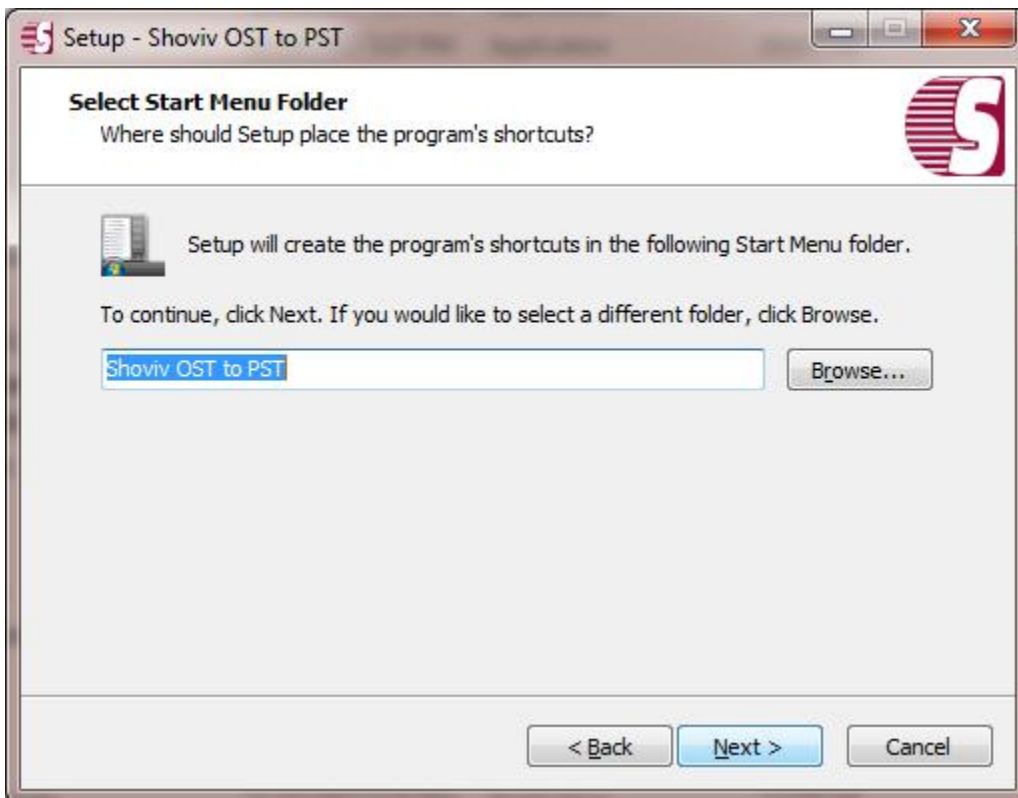 Setup - Shoviv OST to PST
Select Start Menu Folder
Where should Setup place the program's shortcuts?
Setup will create the program's shortcuts in the following Start Menu folder.
To continue, click Next. If you would like to select a different folder, click Browse.
Shoviv OST to PST
Browse...
< Back
Next >
Cancel